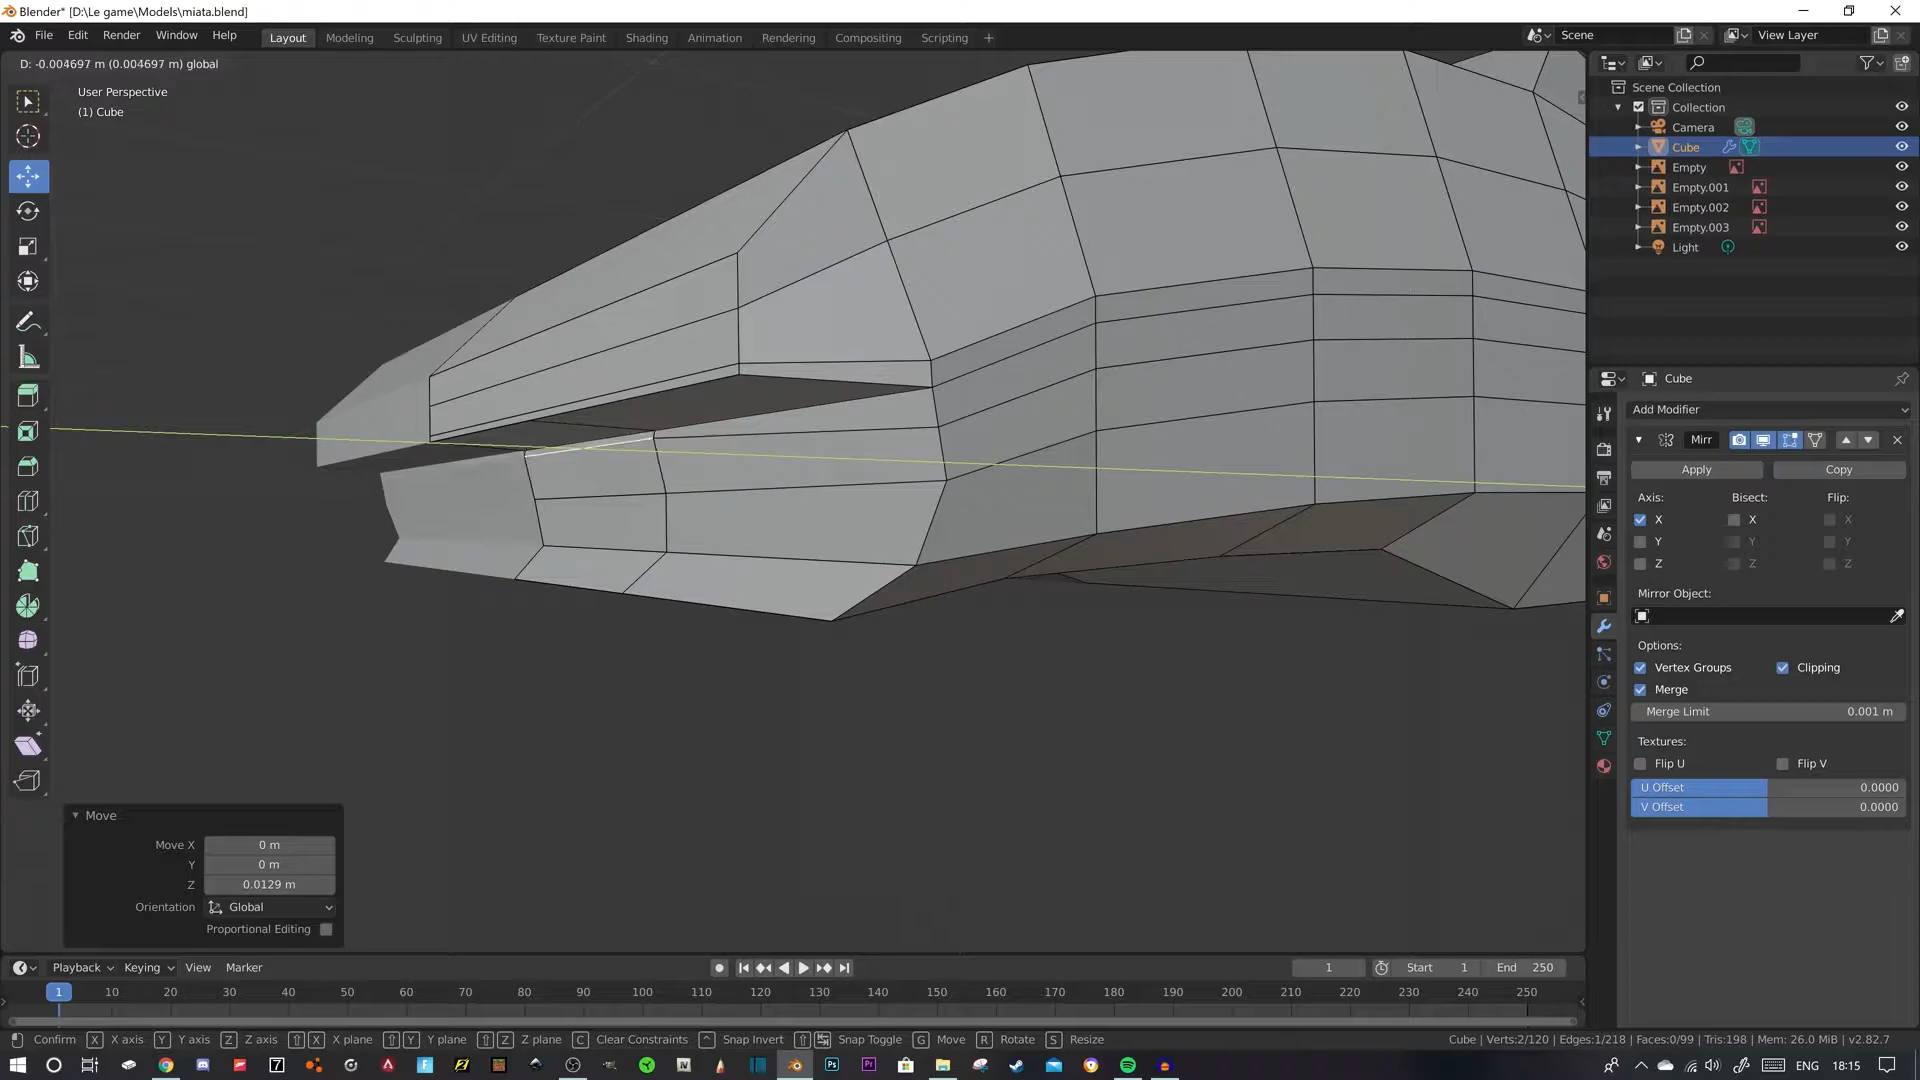 Blender* [D:\Le game\Models\miata.blend]
File Edit Render Window Help
Layout Modeling Sculpting UV Editing Texture Paint Shading Animation Rendering Compositing Scripting
Scene
View Layer
D: -0.004697 m (0.004697 m) global
User Perspective
(1) Cube
Scene Collection
Collection
Camera
Cube
Empty
Empty.001
Empty.002
Empty.003
Light
Cube
Add Modifier
Mirr
Apply Copy
Axis: Bisect: Flip:
X X X
Y Y Y
Z Z Z
Mirror Object:
Options:
Vertex Groups Clipping
Merge
Merge Limit 0.001 m
Textures:
Flip U Flip V
U Offset 0.0000
V Offset 0.0000
Move
Move X 0 m
Y 0 m
Z 0.0129 m
Orientation Global
Proportional Editing
Playback Keying View Marker
1 Start 1 End 250
1 10 20 30 40 50 60 70 80 90 100 110 120 130 140 150 160 170 180 190 200 210 220 230 240 250
Confirm X X axis Y Y axis Z Z axis X X plane Y Y plane Z Z plane C Clear Constraints Snap Invert Snap Toggle G Move R Rotate S Resize
Cube | Verts:2/120 | Edges:1/218 | Faces:0/99 | Tris:198 | Mem: 26.0 MiB | v2.82.7
ENG 18:15